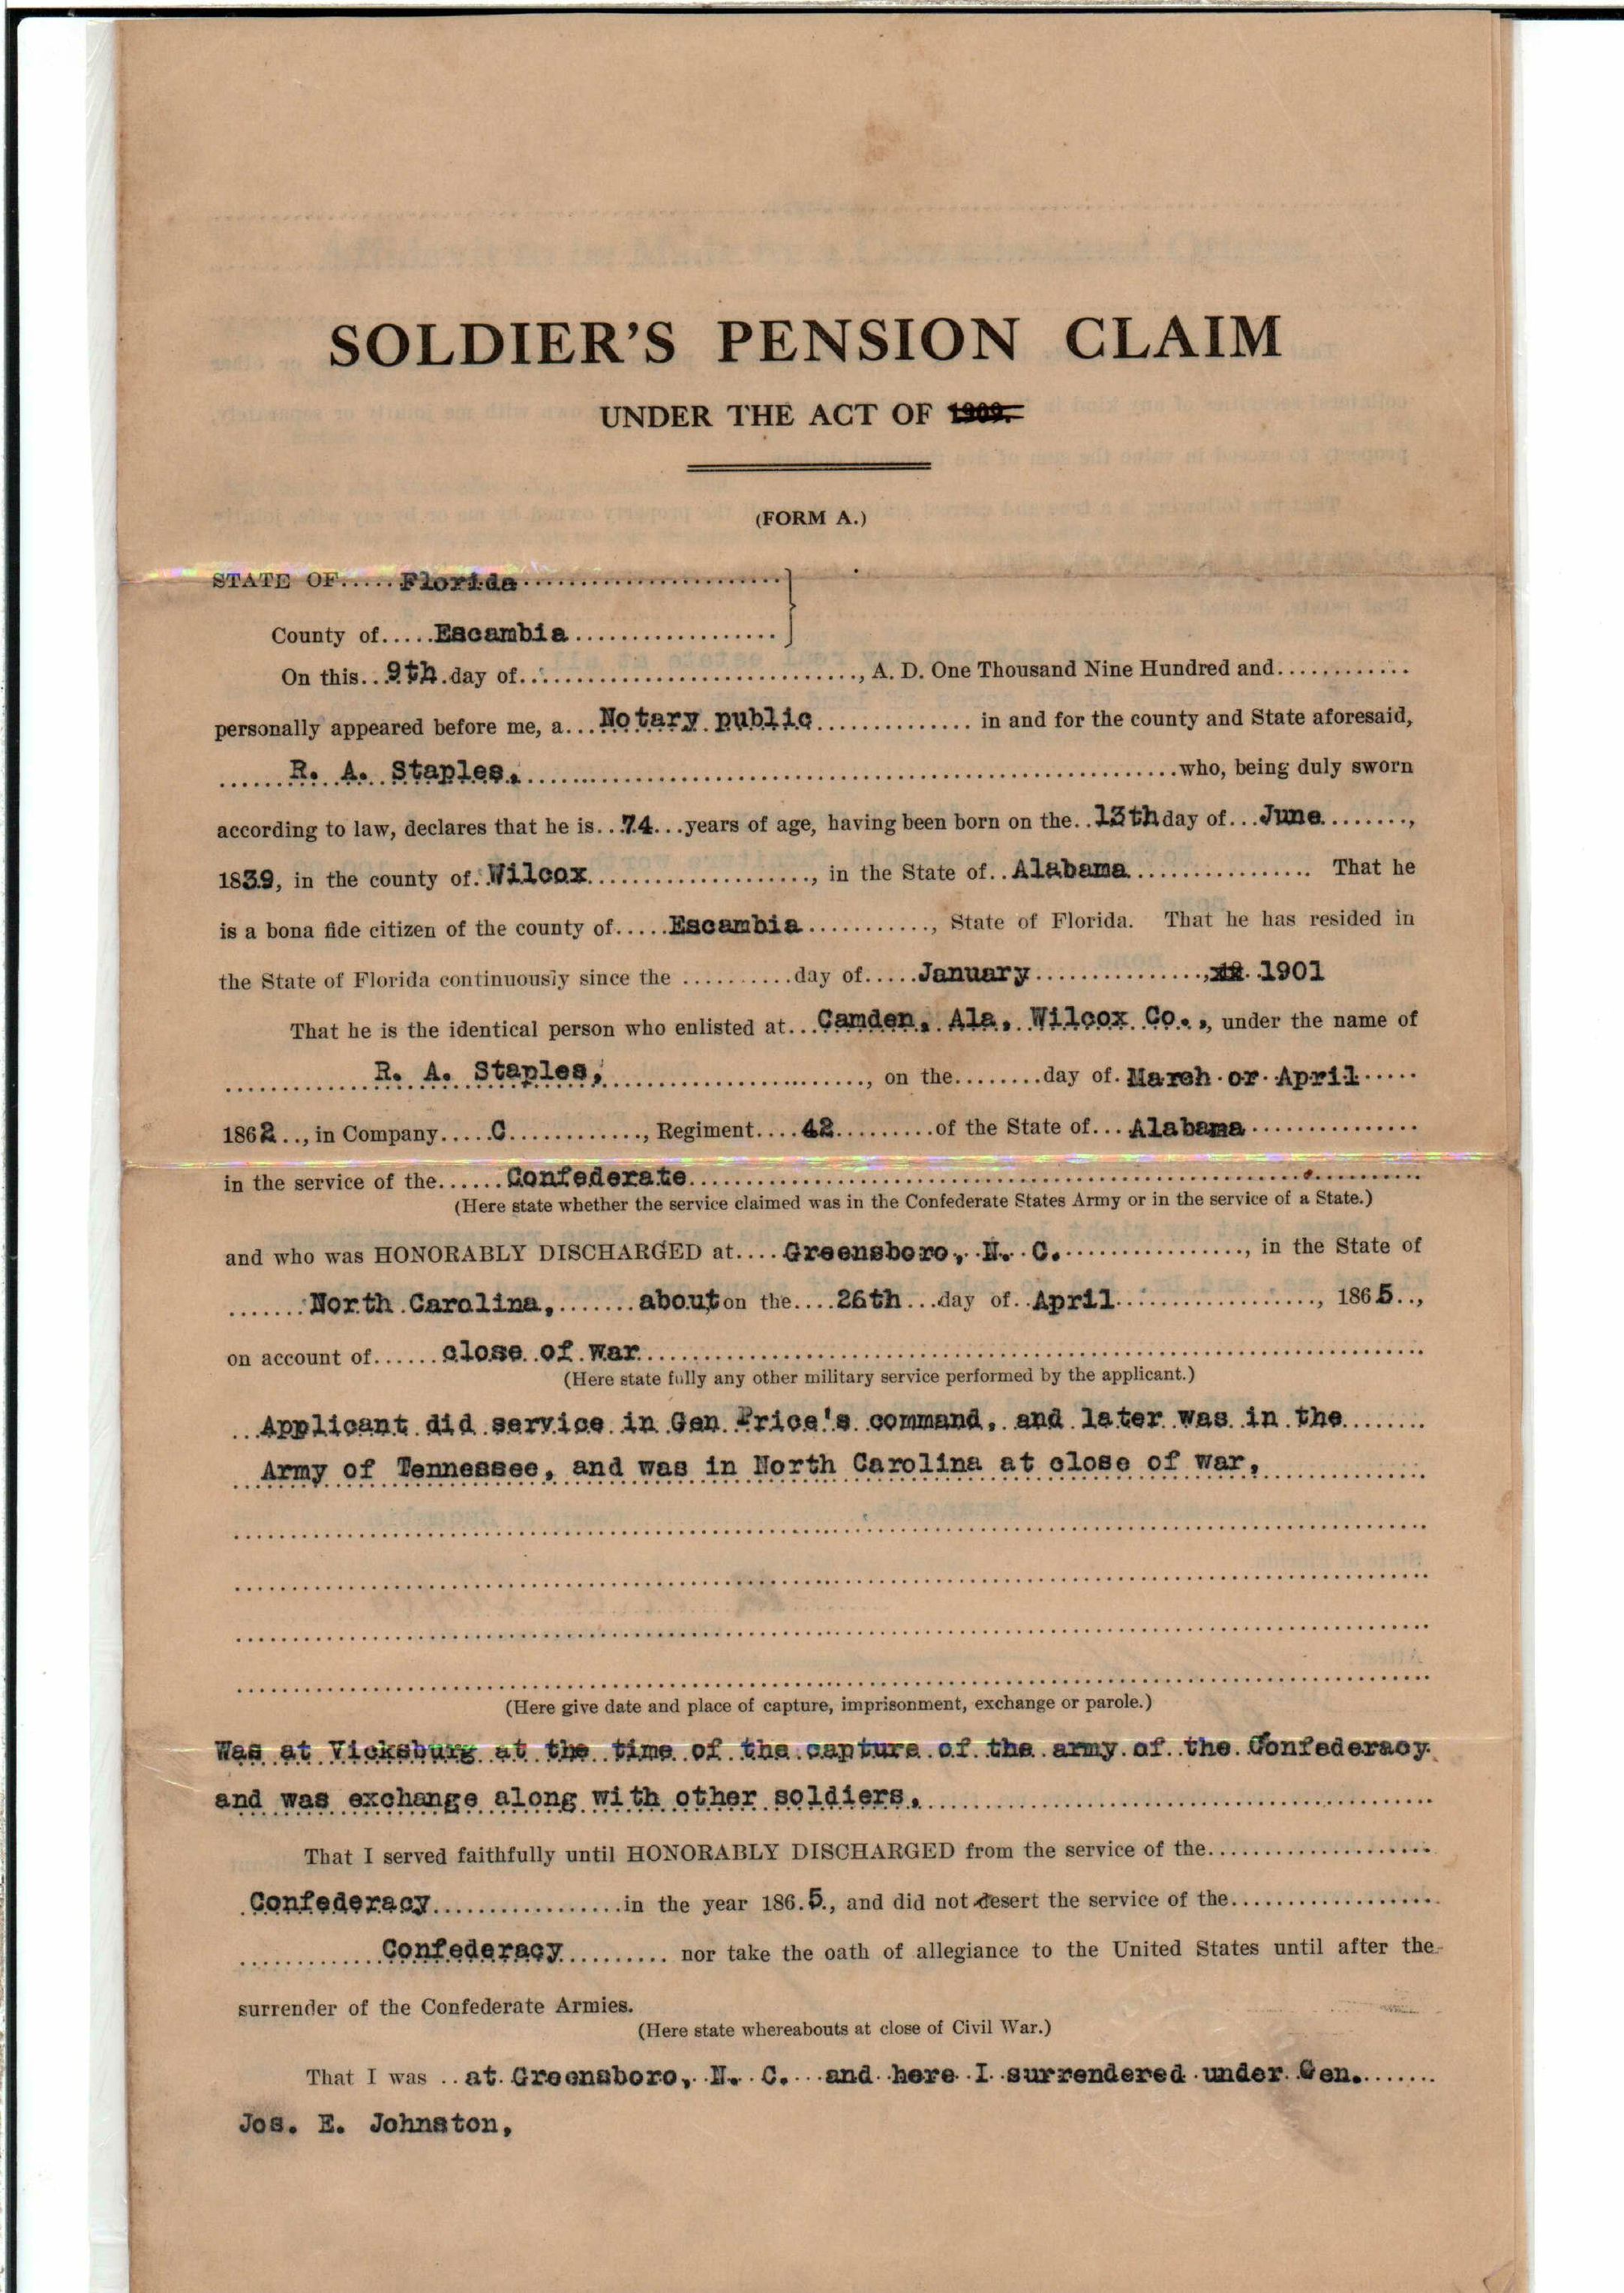 SOLDIER'S PENSION CLAIM
UNDER THE ACT OF 1909.
(FORM A.)
STATE OF.....Florida
County of.....Escambia
On this..9th.day of............, A. D. One Thousand Nine Hundred and............
personally appeared before me, a...Notary public............ in and for the county and State aforesaid,
......R. A. Staples,............who, being duly sworn
according to law, declares that he is...74...years of age, having been born on the..13th day of...June........,
1839, in the county of.Wilcox............, in the State of..Alabama............ That he
is a bona fide citizen of the county of.....Escambia............, State of Florida. That he has resided in
the State of Florida continuously since the ..........day of.....January............, 1901
That he is the identical person who enlisted at...Camden, Ala, Wilcox Co., , under the name of
............R. A. Staples,............, on the........day of.March or April.....
1862..., in Company.....C............, Regiment....42.........of the State of...Alabama............
in the service of the......Confederate............
(Here state whether the service claimed was in the Confederate States Army or in the service of a State.)
and who was HONORABLY DISCHARGED at....Greensboro, N. C.............., in the State of
.......North Carolina,.......about on the....26th...day of..April............, 1865..,
on account of......close of war............
(Here state fully any other military service performed by the applicant.)
...Applicant did service in Gen Price's command, and later was in the........
Army of Tennessee, and was in North Carolina at close of war,............
(Here give date and place of capture, imprisonment, exchange or parole.)
Was at Vicksburg at the time of the capture of the army of the Confederacy
and was exchange along with other soldiers,............
That I served faithfully until HONORABLY DISCHARGED from the service of the............
.Confederacy............in the year 186.5., and did not desert the service of the............
............Confederacy.......... nor take the oath of allegiance to the United States until after the
surrender of the Confederate Armies.
(Here state whereabouts at close of Civil War.)
That I was ..at Greensboro, N. C. and here I surrendered under Gen........
Jos. E. Johnston,